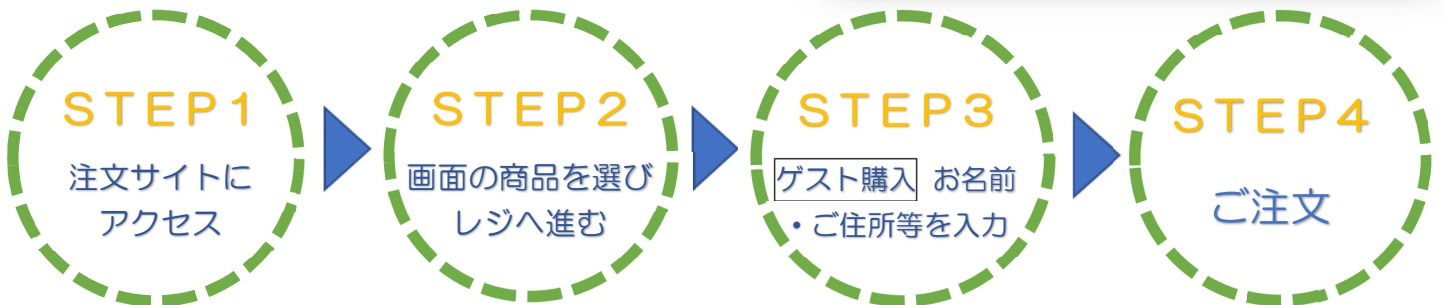 STEP1
注文サイトに
アクセス
STEP2
画面の商品を選び
レジへ進む
STEP3
ゲスト購入 お名前
・ご住所等を入力
STEP4
ご注文